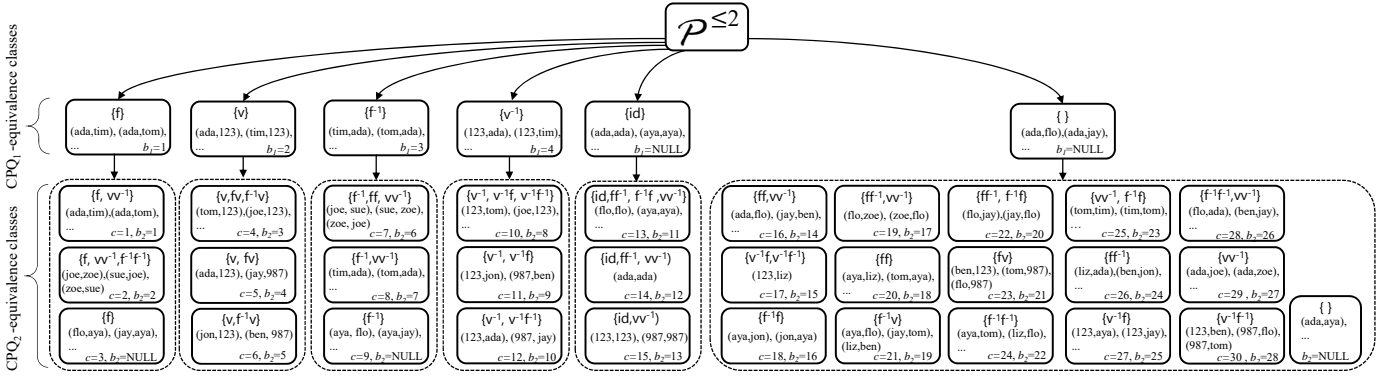 𝒫≤2
CPQ₁ -equivalence classes
{f}
(ada,tim), (ada,tom),
... b₁=1
{v}
(ada,123), (tim,123),
... b₁=2
{f⁻¹}
(tim,ada), (tom,ada),
... b₁=3
{v⁻¹}
(123,ada), (123,tim),
... b₁=4
{id}
(ada,ada), (aya,aya),
... b₁=NULL
{ }
(ada,flo),(ada,jay),
... b₁=NULL
CPQ₂ -equivalence classes
{f, vv⁻¹}
(ada,tim),(ada,tom),
...
c=1, b₂=1
{f, vv⁻¹,f⁻¹f⁻¹}
(joe,zoe),(sue,joe),
(zoe,sue)
c=2, b₂=2
{f}
(flo,aya), (jay,aya),
...
c=3, b₂=NULL
{v,fv,f⁻¹v}
(tom,123),(joe,123),
...
c=4, b₂=3
{v, fv}
(ada,123), (jay,987)
c=5, b₂=4
{v,f⁻¹v}
(jon,123), (ben, 987)
c=6, b₂=5
{f⁻¹,ff, vv⁻¹}
(joe, sue), (sue, zoe),
(zoe, joe)
c=7, b₂=6
{f⁻¹,vv⁻¹}
(tim,ada), (tom,ada),
...
c=8, b₂=7
{f⁻¹}
(aya, flo), (aya,jay),
...
c=9, b₂=NULL
{v⁻¹, v⁻¹f, v⁻¹f⁻¹}
(123,tom), (joe,123),
...
c=10, b₂=8
{v⁻¹, v⁻¹f}
(123,jon), (987,ben)
c=11, b₂=9
{v⁻¹, v⁻¹f⁻¹}
(123,ada), (987, jay)
c=12, b₂=10
{id,ff⁻¹, f⁻¹f ,vv⁻¹}
(flo,flo), (aya,aya),
...
c=13, b₂=11
{id,ff⁻¹, vv⁻¹}
(ada,ada)
c=14, b₂=12
{id,vv⁻¹)
(123,123), (987,987)
c=15, b₂=13
{ff,vv⁻¹}
(ada,flo), (jay,ben),
...
c=16, b₂=14
{v⁻¹f,v⁻¹f⁻¹}
(123,liz)
c=17, b₂=15
{f⁻¹f}
(aya,jon), (jon,aya)
c=18, b₂=16
{ff⁻¹,vv⁻¹}
(flo,zoe), (zoe,flo)
c=19, b₂=17
{ff}
(aya,liz), (tom,aya),
...
c=20, b₂=18
{f⁻¹v}
(aya,flo), (jay,tom),
(liz,ben)
c=21, b₂=19
{ff⁻¹, f⁻¹f}
(flo,jay),(jay,flo)
c=22, b₂=20
{fv}
(ben,123), (tom,987),
(flo,987)
c=23, b₂=21
{f⁻¹f⁻¹}
(aya,tom), (liz,flo),
...
c=24, b₂=22
{vv⁻¹, f⁻¹f}
(tom,tim), (tim,tom),
...
c=25, b₂=23
{ff⁻¹}
(liz,ada),(ben,jon),
...
c=26, b₂=24
{v⁻¹f}
(123,aya), (123,jay),
...
c=27, b₂=25
{f⁻¹f⁻¹,vv⁻¹}
(flo,ada), (ben,jay),
...
c=28, b₂=26
{vv⁻¹}
(ada,joe), (ada,zoe),
...
c=29 , b₂=27
{v⁻¹f⁻¹}
(123,ben), (987,flo),
(987,tom)
c=30 , b₂=28
{ }
(ada,aya),
...
b₂=NULL